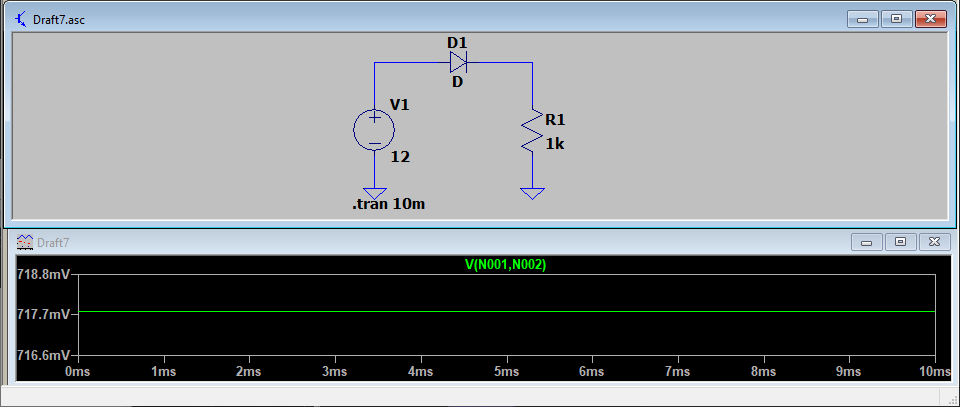 Draft7.asc
D1
D
V1
12
R1
1k
.tran 10m
Draft7
V(N001,N002)
718.8mV
717.7mV
716.6mV
0ms 1ms 2ms 3ms 4ms 5ms 6ms 7ms 8ms 9ms 10ms